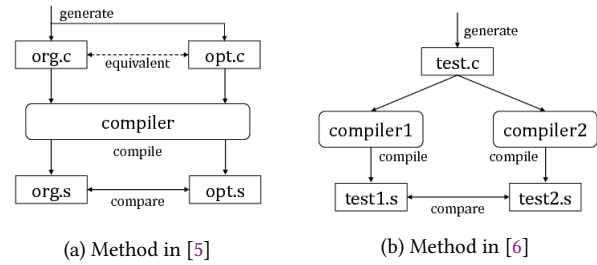 generate
org.c
equivalent
opt.c
compiler
compile
org.s
compare
opt.s
(a) Method in [5]
generate
test.c
compiler1
compiler2
compile
compile
test1.s
compare
test2.s
(b) Method in [6]